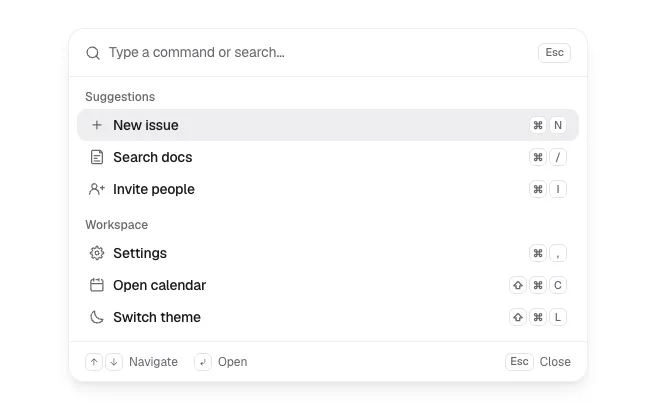 Type a command or search... Esc
Suggestions
New issue ⌘ N
Search docs ⌘ /
Invite people ⌘ I
Workspace
Settings ⌘ ,
Open calendar ⇧ ⌘ C
Switch theme ⇧ ⌘ L
↑ ↓ Navigate ↵ Open Esc Close